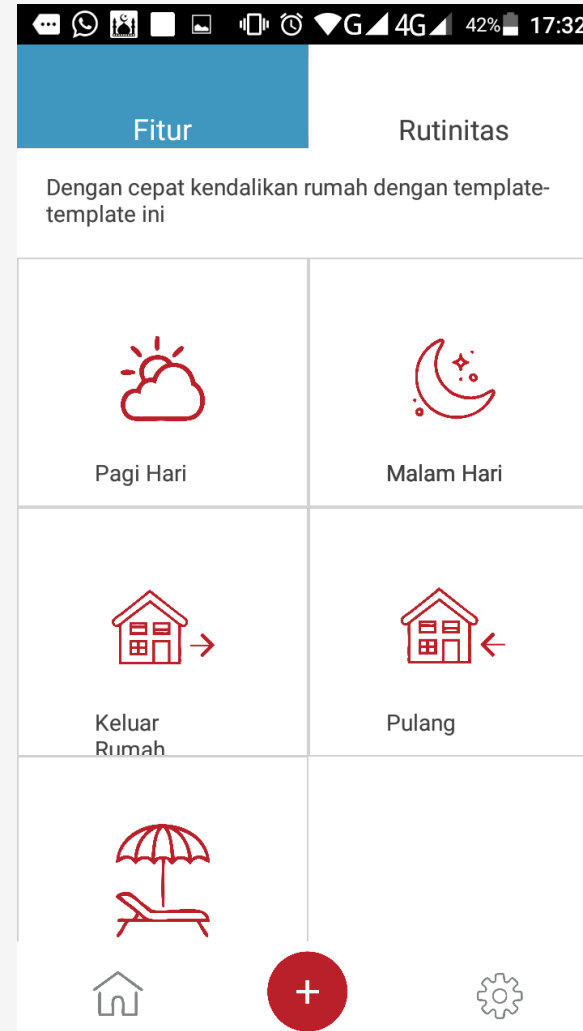 G 4G 42% 17:32
Fitur Rutinitas
Dengan cepat kendalikan rumah dengan template-
template ini
Pagi Hari Malam Hari
Keluar
Rumah
Pulang